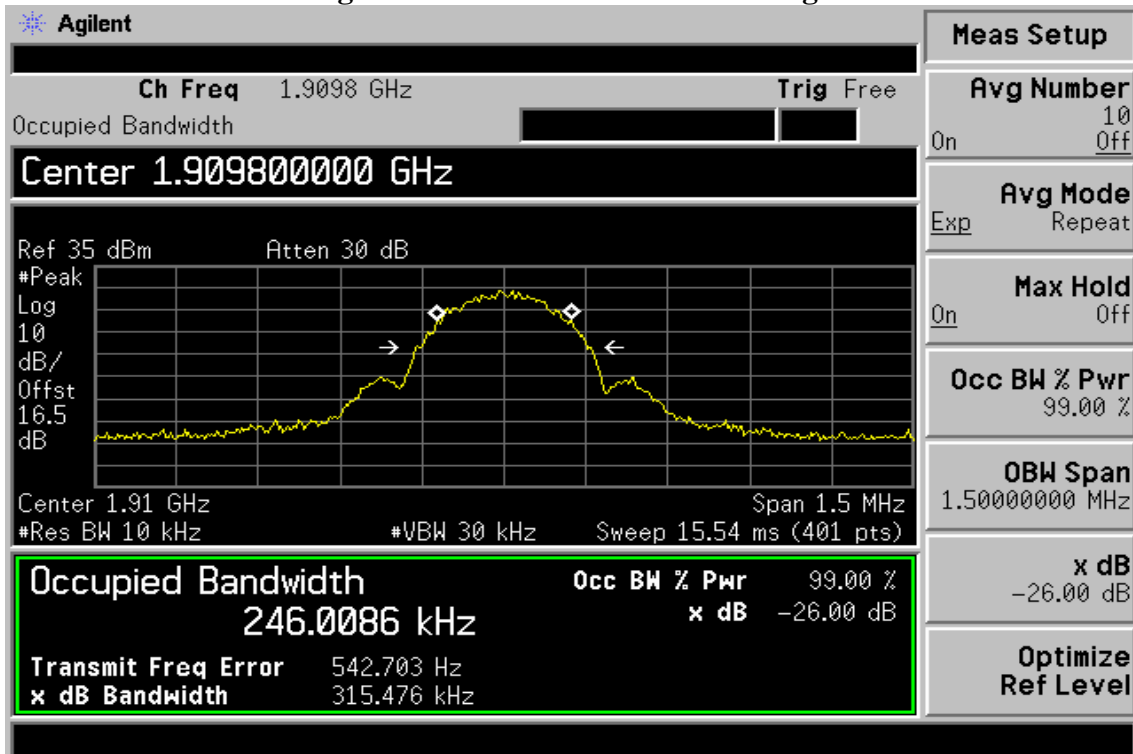 Agilent
Ch Freq 1.9098 GHz Trig Free
Occupied Bandwidth
Center 1.909800000 GHz
Ref 35 dBm Atten 30 dB
#Peak
Log
10
dB/
Offst
16.5
dB
Center 1.91 GHz Span 1.5 MHz
#Res BW 10 kHz #VBW 30 kHz Sweep 15.54 ms (401 pts)
Occupied Bandwidth Occ BW % Pwr 99.00 %
246.0086 kHz x dB -26.00 dB
Transmit Freq Error 542.703 Hz
x dB Bandwidth 315.476 kHz
Meas Setup
Avg Number
10
On Off
Avg Mode
Exp Repeat
Max Hold
On Off
Occ BW % Pwr
99.00 %
OBW Span
1.50000000 MHz
x dB
-26.00 dB
Optimize
Ref Level